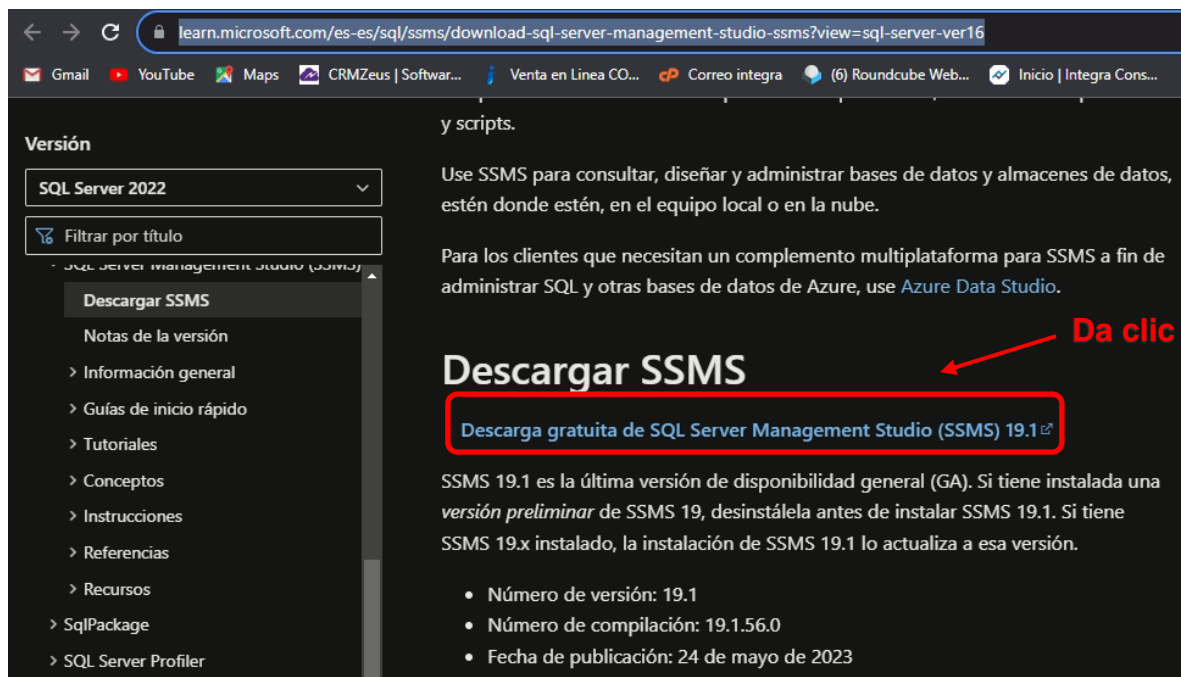 learn.microsoft.com/es-es/sql/ssms/download-sql-server-management-studio-ssms?view=sql-server-ver16
Gmail
YouTube
Maps
CRMZeus | Softwar...
Venta en Linea CO...
Correo integra
(6) Roundcube Web...
Inicio | Integra Cons...
Versión
SQL Server 2022
Filtrar por título
SQL Server Management Studio (SSMS)
Descargar SSMS
Notas de la versión
Información general
Guías de inicio rápido
Tutoriales
Conceptos
Instrucciones
Referencias
Recursos
SqlPackage
SQL Server Profiler
y scripts.
Use SSMS para consultar, diseñar y administrar bases de datos y almacenes de datos,
estén donde estén, en el equipo local o en la nube.
Para los clientes que necesitan un complemento multiplataforma para SSMS a fin de
administrar SQL y otras bases de datos de Azure, use Azure Data Studio.
Da clic
Descargar SSMS
Descarga gratuita de SQL Server Management Studio (SSMS) 19.1
SSMS 19.1 es la última versión de disponibilidad general (GA). Si tiene instalada una
versión preliminar de SSMS 19, desinstálela antes de instalar SSMS 19.1. Si tiene
SSMS 19.x instalado, la instalación de SSMS 19.1 lo actualiza a esa versión.
• Número de versión: 19.1
• Número de compilación: 19.1.56.0
• Fecha de publicación: 24 de mayo de 2023